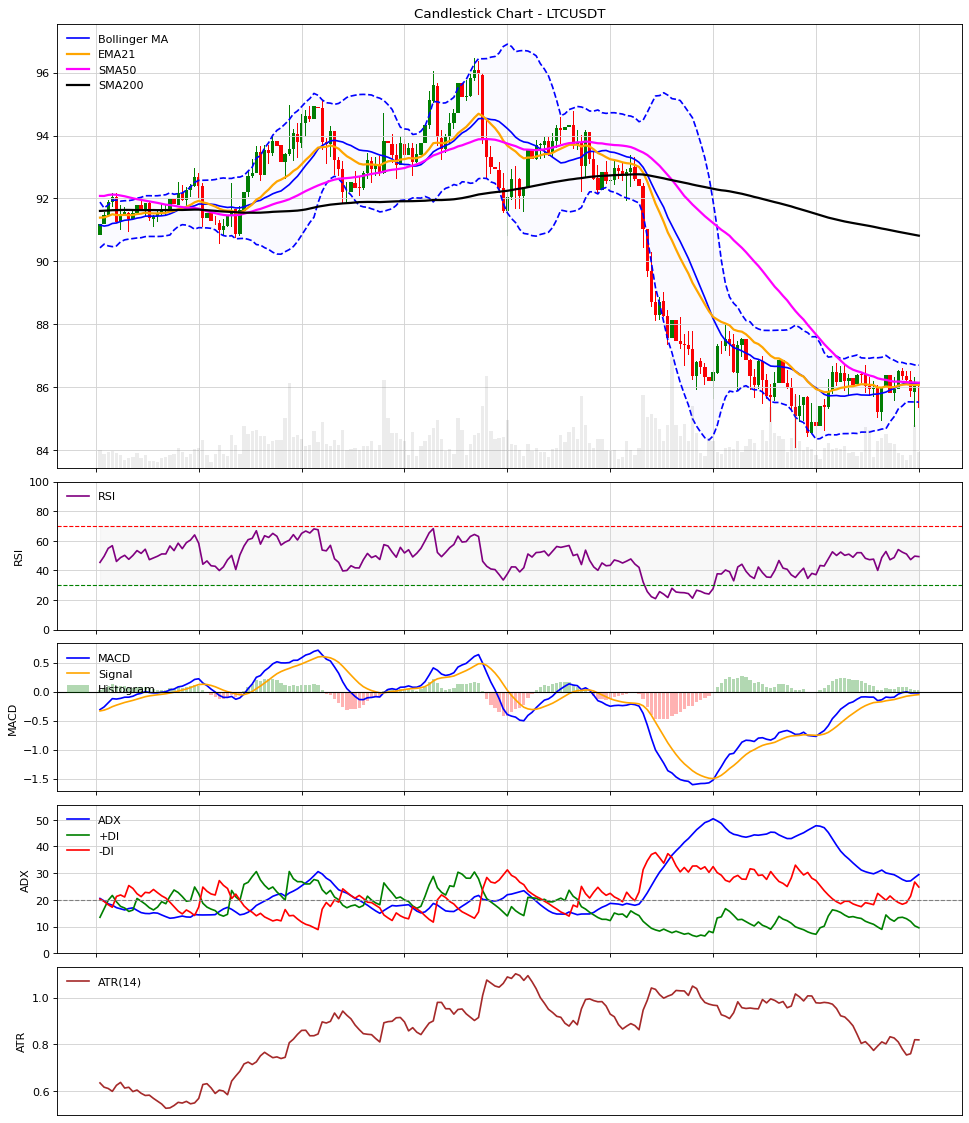 Candlestick Chart - LTCUSDT
Bollinger MA
EMA21
SMA50
SMA200
96
94
92
90
88
86
84
RSI
100
80
60
40
20
0
RSI
MACD
Signal
Histogram
0.5
0.0
−0.5
−1.0
−1.5
MACD
ADX
+DI
-DI
50
40
30
20
10
0
ADX
ATR(14)
1.0
0.8
0.6
ATR